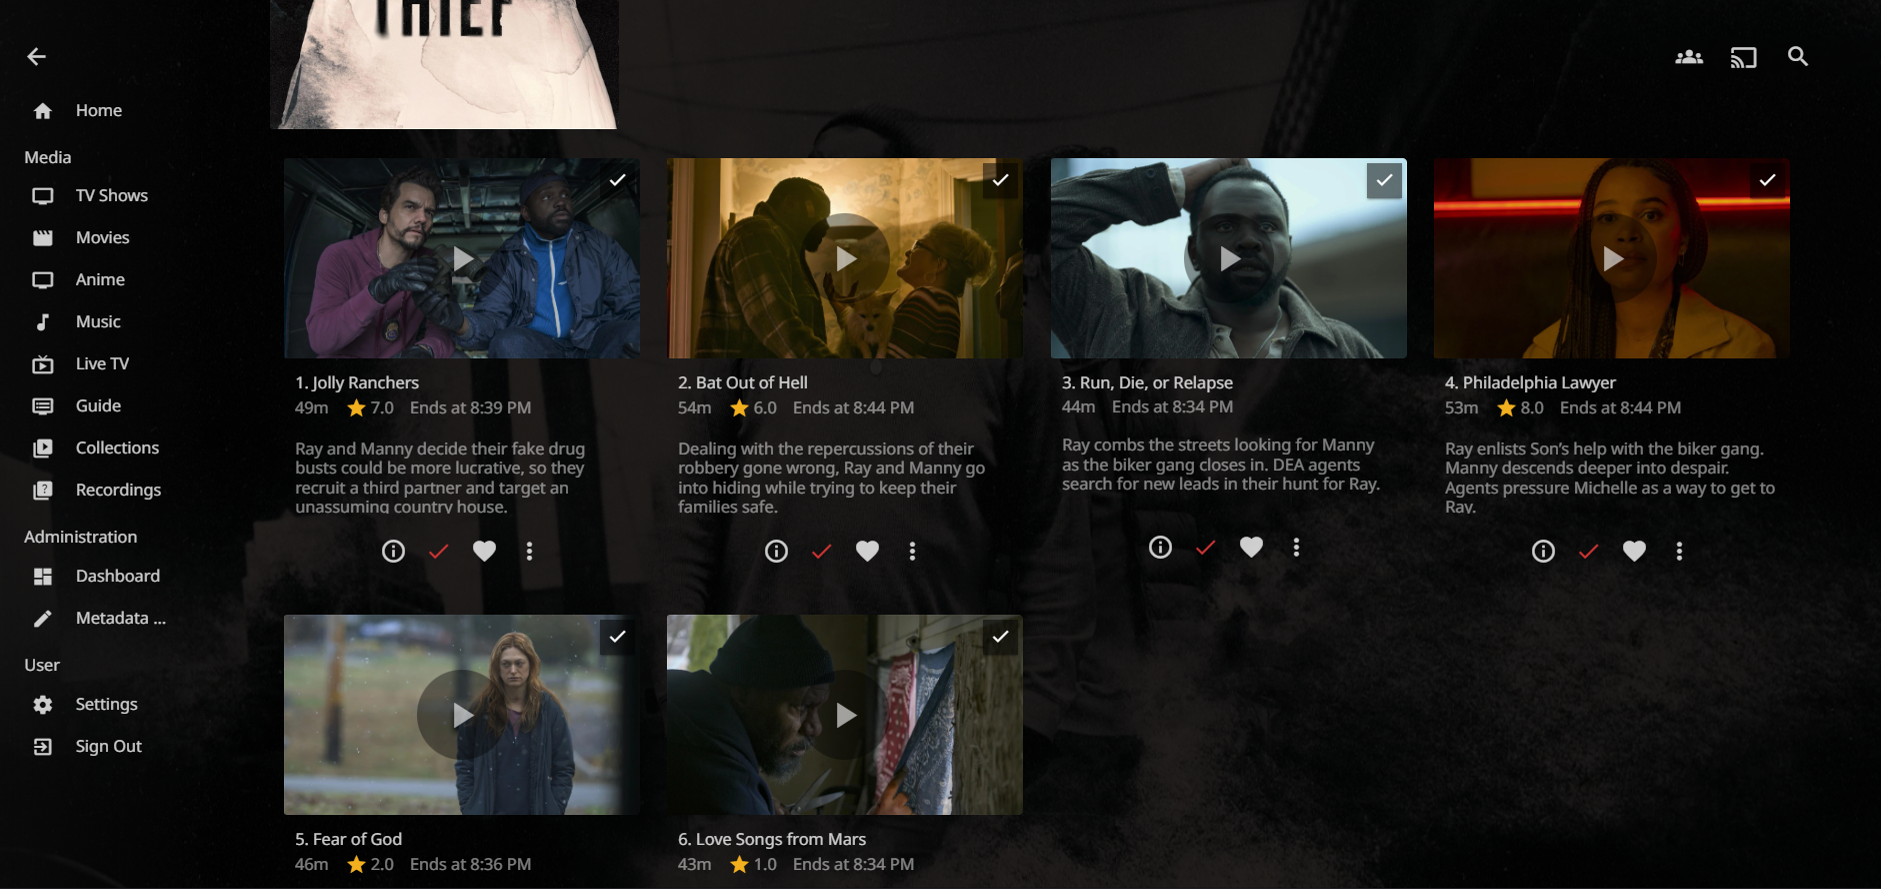 THIEF
Home
Media
TV Shows
Movies
Anime
Music
Live TV
Guide
Collections
Recordings
Administration
Dashboard
Metadata ...
User
Settings
Sign Out
1. Jolly Ranchers
49m 7.0 Ends at 8:39 PM
Ray and Manny decide their fake drug
busts could be more lucrative, so they
recruit a third partner and target an
unassuming country house.
2. Bat Out of Hell
54m 6.0 Ends at 8:44 PM
Dealing with the repercussions of their
robbery gone wrong, Ray and Manny go
into hiding while trying to keep their
families safe.
3. Run, Die, or Relapse
44m Ends at 8:34 PM
Ray combs the streets looking for Manny
as the biker gang closes in. DEA agents
search for new leads in their hunt for Ray.
4. Philadelphia Lawyer
53m 8.0 Ends at 8:44 PM
Ray enlists Son’s help with the biker gang.
Manny descends deeper into despair.
Agents pressure Michelle as a way to get to
Ray.
5. Fear of God
46m 2.0 Ends at 8:36 PM
6. Love Songs from Mars
43m 1.0 Ends at 8:34 PM